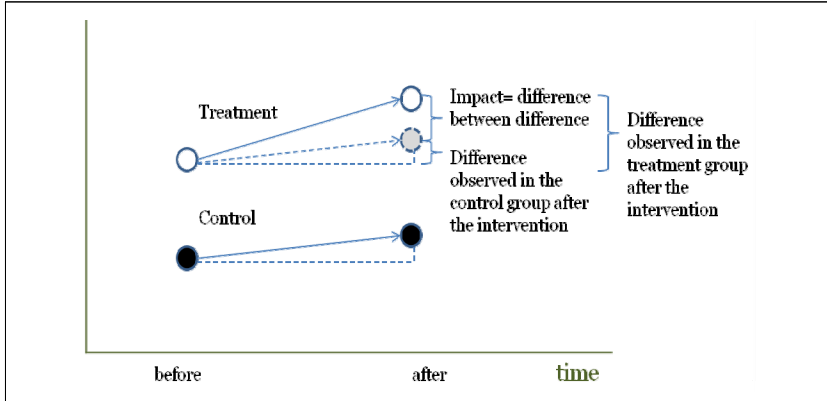 Treatment
Impact= difference
between difference
Difference
observed in the
control group after
the intervention
Difference
observed in the
treatment group
after the
intervention
Control
before
after
time